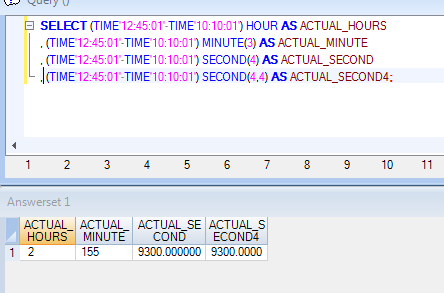 Query ()
SELECT (TIME'12:45:01'-TIME'10:10:01') HOUR AS ACTUAL_HOURS
, (TIME'12:45:01'-TIME'10:10:01') MINUTE(3) AS ACTUAL_MINUTE
, (TIME'12:45:01'-TIME'10:10:01') SECOND(4) AS ACTUAL_SECOND
, (TIME'12:45:01'-TIME'10:10:01') SECOND(4,4) AS ACTUAL_SECOND4;
1 2 3 4 5 6 7 8 9 10 11
Answerset 1
ACTUAL_HOURS ACTUAL_MINUTE ACTUAL_SECOND ACTUAL_SECOND4
1 2 155 9300.000000 9300.0000